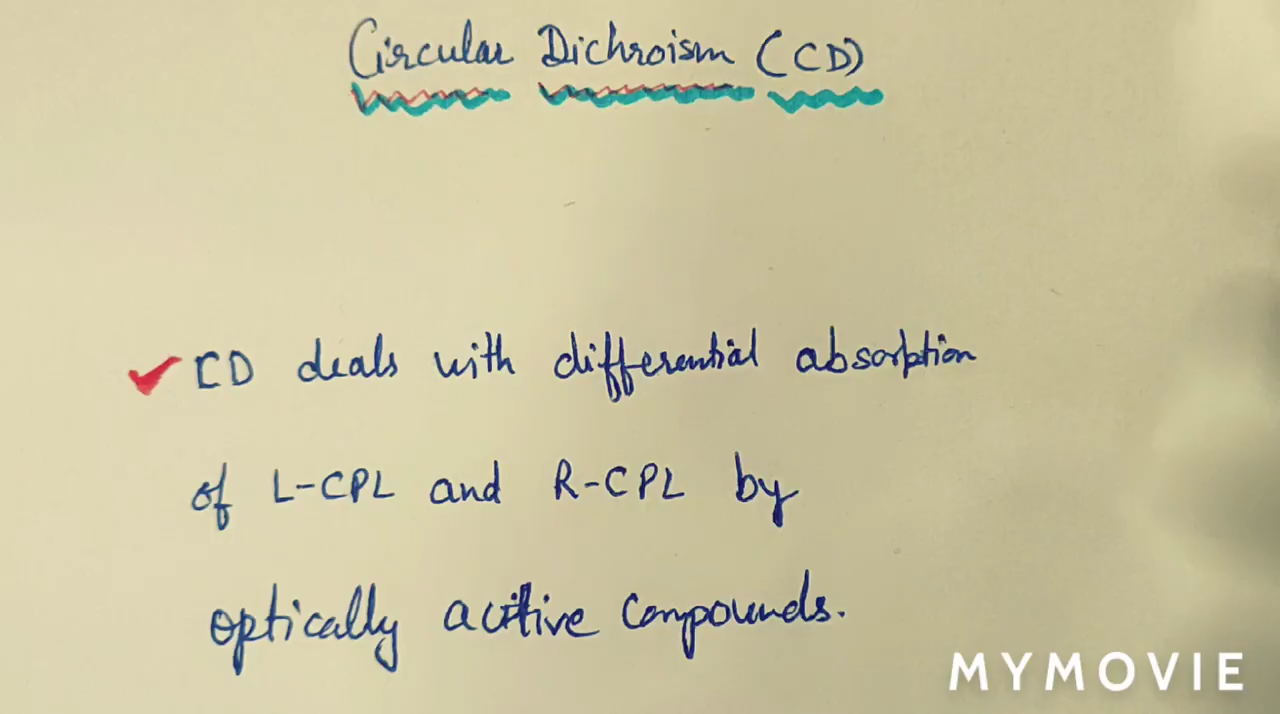 Circular Dichroism (CD)
CD deals with differential absorption
of L-CPL and R-CPL by
optically active compounds.
MYMOVIE